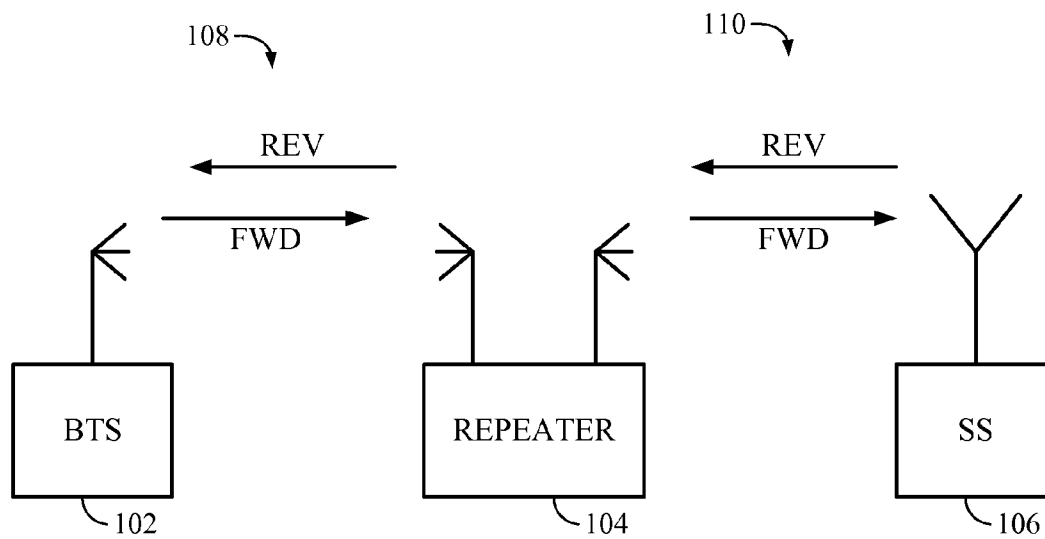 108
110
REV
REV
FWD
FWD
BTS
REPEATER
SS
102
104
106